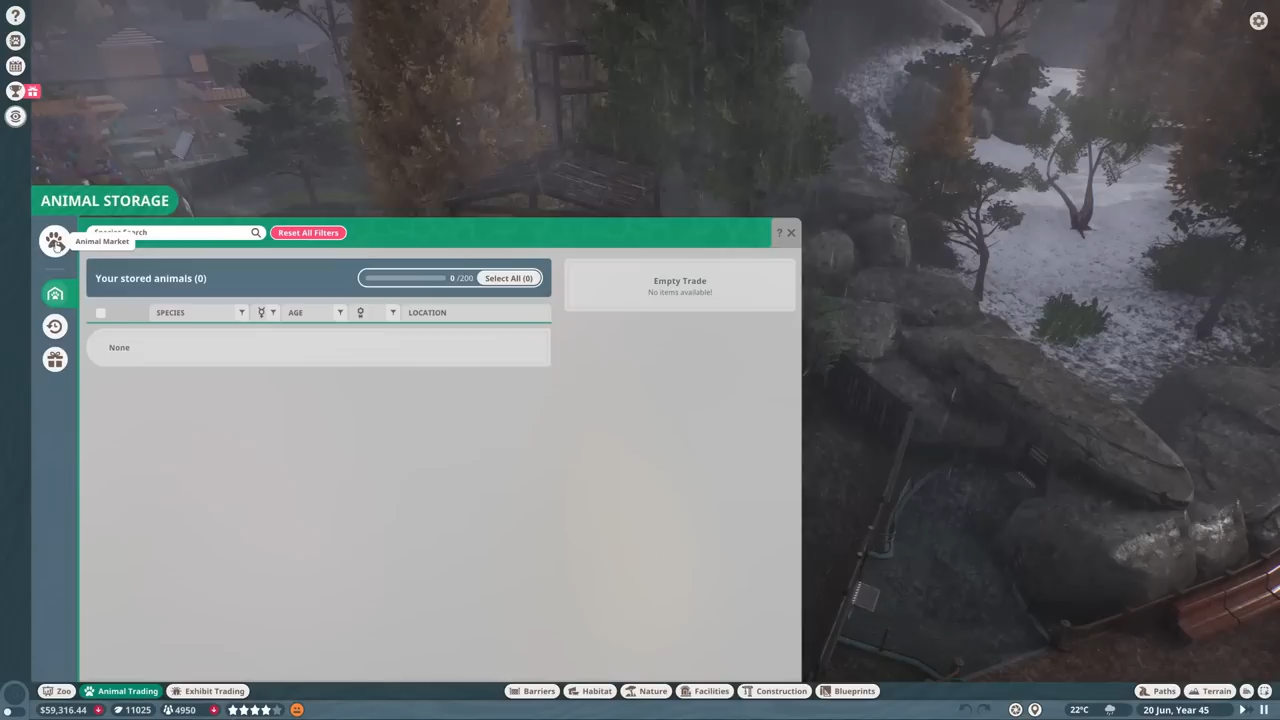 ANIMAL STORAGE
Species Search
Reset All Filters
?
Animal Market
Your stored animals (0)
0 /200
Select All (0)
Empty Trade
No items available!
SPECIES
AGE
LOCATION
None
Zoo
Animal Trading
Exhibit Trading
Barriers
Habitat
Nature
Facilities
Construction
Blueprints
Paths
Terrain
$59,316.44
11025
4950
22°C
20 Jun, Year 45